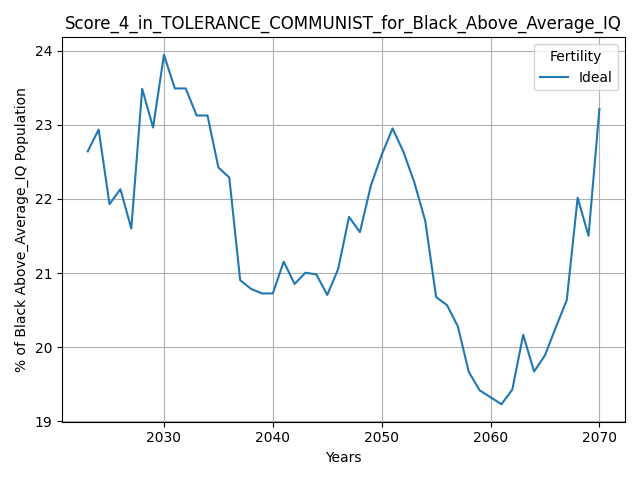 Score_4_in_TOLERANCE_COMMUNIST_for_Black_Above_Average_IQ
Fertility
Ideal
% of Black Above_Average_IQ Population
24
23
22
21
20
19
2030 2040 2050 2060 2070
Years